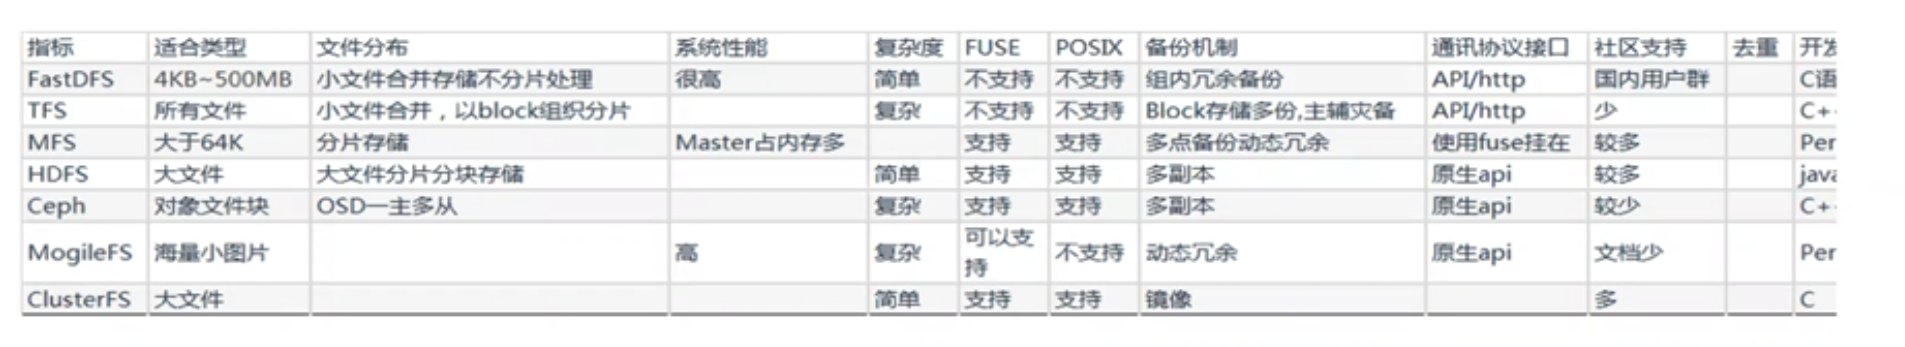 指标 适合类型 文件分布 系统性能 复杂度 FUSE POSIX 备份机制 通讯协议接口 社区支持 去重 开发
FastDFS 4KB~500MB 小文件合并存储不分片处理 很高 简单 不支持 不支持 组内冗余备份 API/http 国内用户群 C语
TFS 所有文件 小文件合并，以block组织分片 复杂 不支持 不支持 Block存储多份,主辅灾备 API/http 少 C+
MFS 大于64K 分片存储 Master占内存多 支持 支持 多点备份动态冗余 使用fuse挂在 较多 Per
HDFS 大文件 大文件分片分块存储 简单 支持 支持 多副本 原生api 较多 java
Ceph 对象文件块 OSD一主多从 复杂 支持 支持 多副本 原生api 较少 C+
MogileFS 海量小图片 高 复杂 可以支
持 不支持 动态冗余 原生api 文档少 Per
ClusterFS 大文件 简单 支持 支持 镜像 多 C